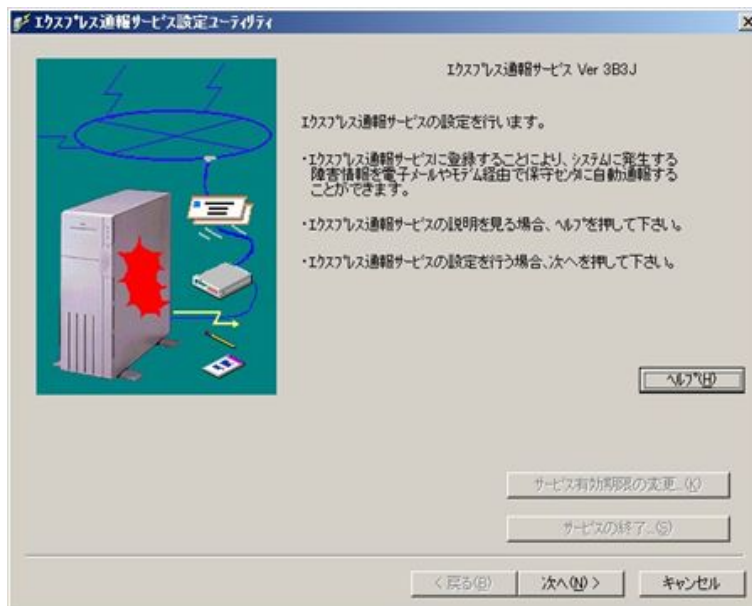 ｴｸｽﾌﾟﾚｽ通報ｻｰﾋﾞｽ設定ﾕｰﾃｨﾘﾃｨ
ｴｸｽﾌﾟﾚｽ通報ｻｰﾋﾞｽ Ver 3B3J
ｴｸｽﾌﾟﾚｽ通報ｻｰﾋﾞｽの設定を行います。
・ｴｸｽﾌﾟﾚｽ通報ｻｰﾋﾞｽに登録することにより、ｼｽﾃﾑに発生する
障害情報を電子ﾒｰﾙやﾓﾃﾞﾑ経由で保守ｾﾝﾀに自動通報する
ことができます。
・ｴｸｽﾌﾟﾚｽ通報ｻｰﾋﾞｽの説明を見る場合、ﾍﾙﾌﾟを押して下さい。
・ｴｸｽﾌﾟﾚｽ通報ｻｰﾋﾞｽの設定を行う場合、次へを押して下さい。
ﾍﾙﾌﾟ(H)
ｻｰﾋﾞｽ有効期限の変更...(K)
ｻｰﾋﾞｽの終了...(S)
< 戻る(B)
次へ(N) >
キャンセル